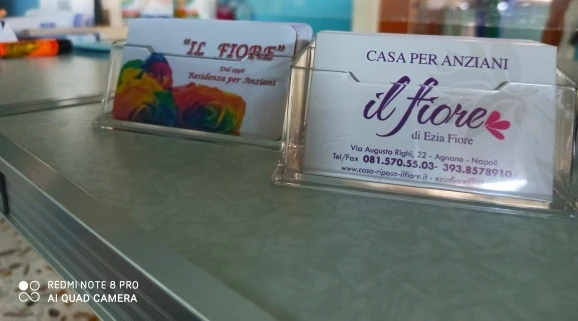 "IL FIORE"
Dal 1998
Residenza per Anziani
CASA PER ANZIANI
il fiore
di Ezia Fiore
Via Augusta Righi, 22 - Agnano - Napoli
Tel/Fax 081.570.55.03- 393.8578910
www.casa-riposo-ilfiore.it -
REDMI NOTE 8 PRO
AI QUAD CAMERA